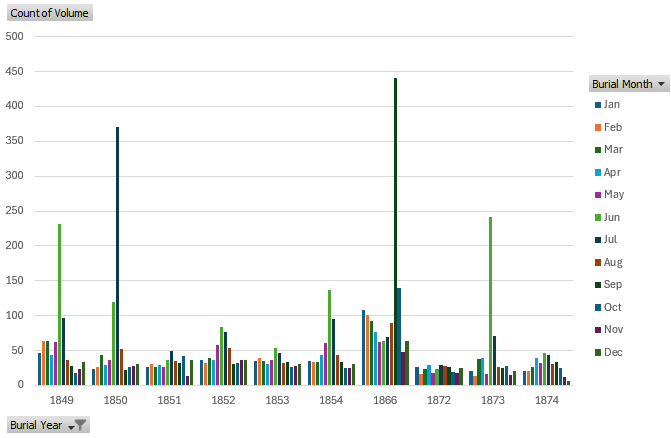 Count of Volume
500
450
400
350
300
250
200
150
100
50
0
1849 1850 1851 1852 1853 1854 1866 1872 1873 1874
Burial Year
Burial Month
Jan
Feb
Mar
Apr
May
Jun
Jul
Aug
Sep
Oct
Nov
Dec